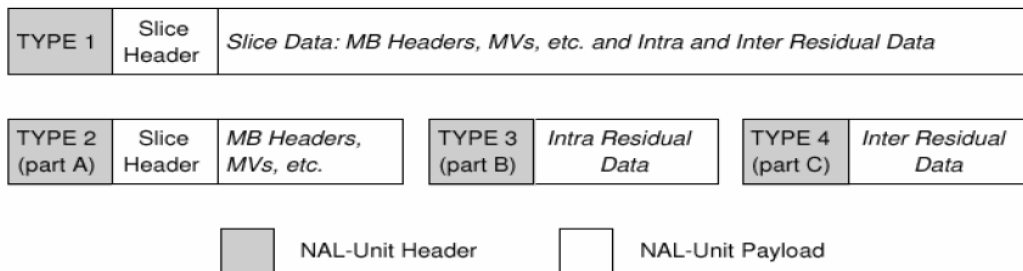 TYPE 1
Slice
Header
Slice Data: MB Headers, MVs, etc. and Intra and Inter Residual Data
TYPE 2
(part A)
Slice
Header
MB Headers,
MVs, etc.
TYPE 3
(part B)
Intra Residual
Data
TYPE 4
(part C)
Inter Residual
Data
NAL-Unit Header
NAL-Unit Payload